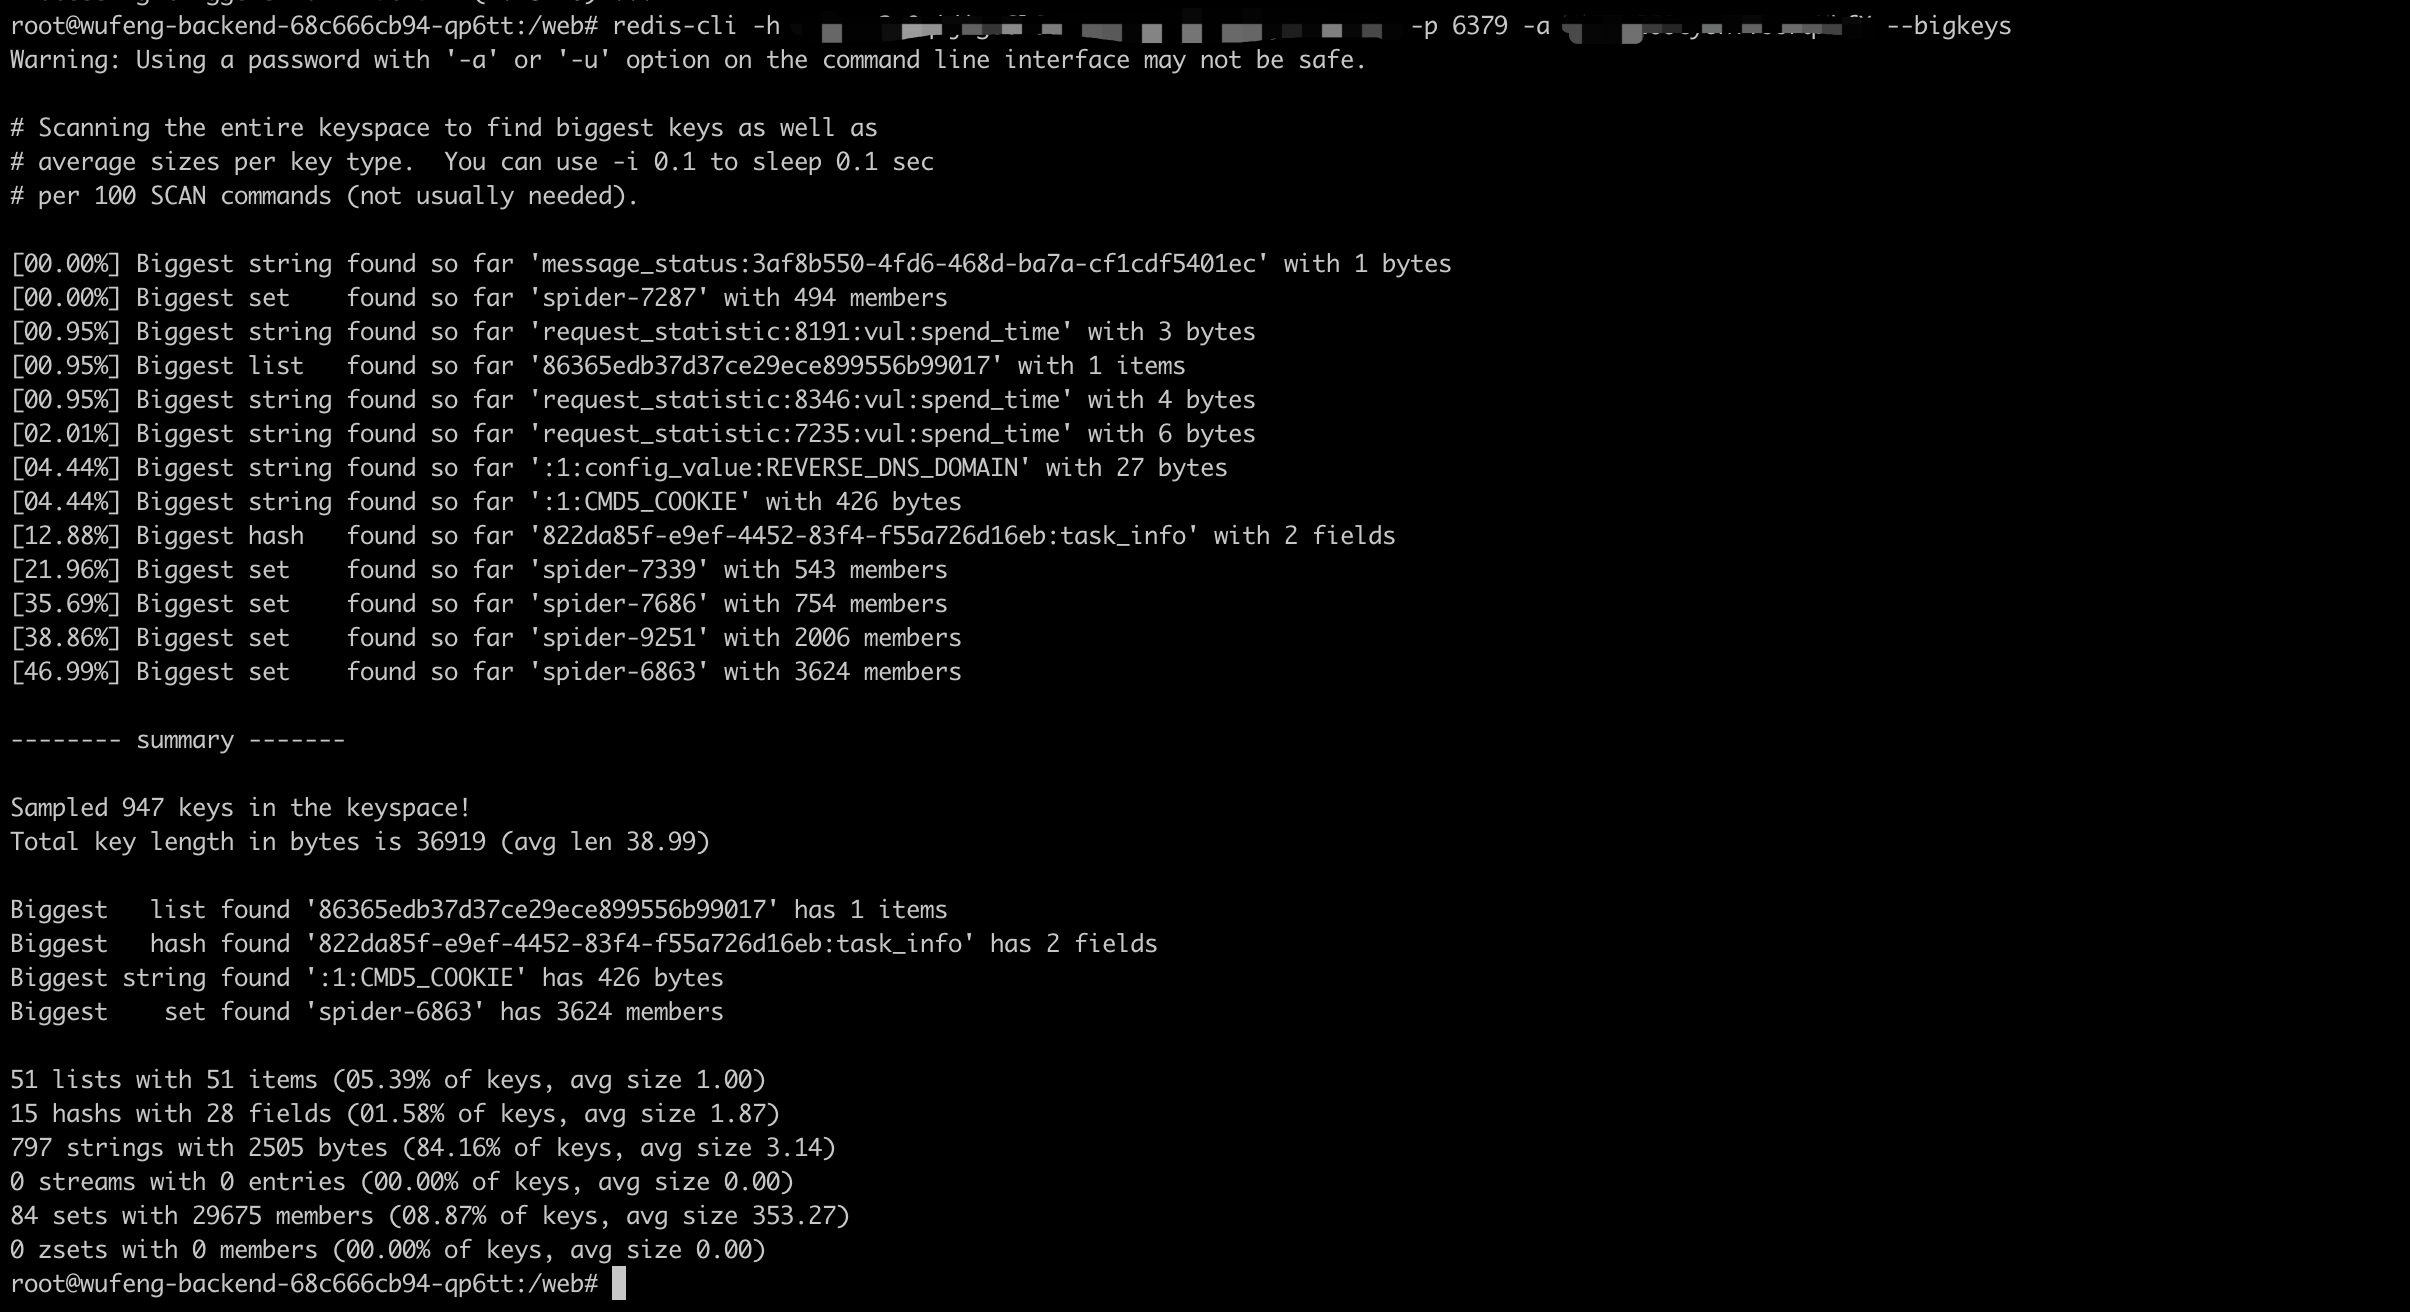 root@wufeng-backend-68c666cb94-qp6tt:/web# redis-cli -h -p 6379 -a --bigkeys
Warning: Using a password with '-a' or '-u' option on the command line interface may not be safe.
# Scanning the entire keyspace to find biggest keys as well as
# average sizes per key type.  You can use -i 0.1 to sleep 0.1 sec
# per 100 SCAN commands (not usually needed).
[00.00%] Biggest string found so far 'message_status:3af8b550-4fd6-468d-ba7a-cf1cdf5401ec' with 1 bytes
[00.00%] Biggest set    found so far 'spider-7287' with 494 members
[00.95%] Biggest string found so far 'request_statistic:8191:vul:spend_time' with 3 bytes
[00.95%] Biggest list   found so far '86365edb37d37ce29ece899556b99017' with 1 items
[00.95%] Biggest string found so far 'request_statistic:8346:vul:spend_time' with 4 bytes
[02.01%] Biggest string found so far 'request_statistic:7235:vul:spend_time' with 6 bytes
[04.44%] Biggest string found so far ':1:config_value:REVERSE_DNS_DOMAIN' with 27 bytes
[04.44%] Biggest string found so far ':1:CMD5_COOKIE' with 426 bytes
[12.88%] Biggest hash   found so far '822da85f-e9ef-4452-83f4-f55a726d16eb:task_info' with 2 fields
[21.96%] Biggest set    found so far 'spider-7339' with 543 members
[35.69%] Biggest set    found so far 'spider-7686' with 754 members
[38.86%] Biggest set    found so far 'spider-9251' with 2006 members
[46.99%] Biggest set    found so far 'spider-6863' with 3624 members
-------- summary -------
Sampled 947 keys in the keyspace!
Total key length in bytes is 36919 (avg len 38.99)
Biggest   list found '86365edb37d37ce29ece899556b99017' has 1 items
Biggest   hash found '822da85f-e9ef-4452-83f4-f55a726d16eb:task_info' has 2 fields
Biggest string found ':1:CMD5_COOKIE' has 426 bytes
Biggest    set found 'spider-6863' has 3624 members
51 lists with 51 items (05.39% of keys, avg size 1.00)
15 hashs with 28 fields (01.58% of keys, avg size 1.87)
797 strings with 2505 bytes (84.16% of keys, avg size 3.14)
0 streams with 0 entries (00.00% of keys, avg size 0.00)
84 sets with 29675 members (08.87% of keys, avg size 353.27)
0 zsets with 0 members (00.00% of keys, avg size 0.00)
root@wufeng-backend-68c666cb94-qp6tt:/web#